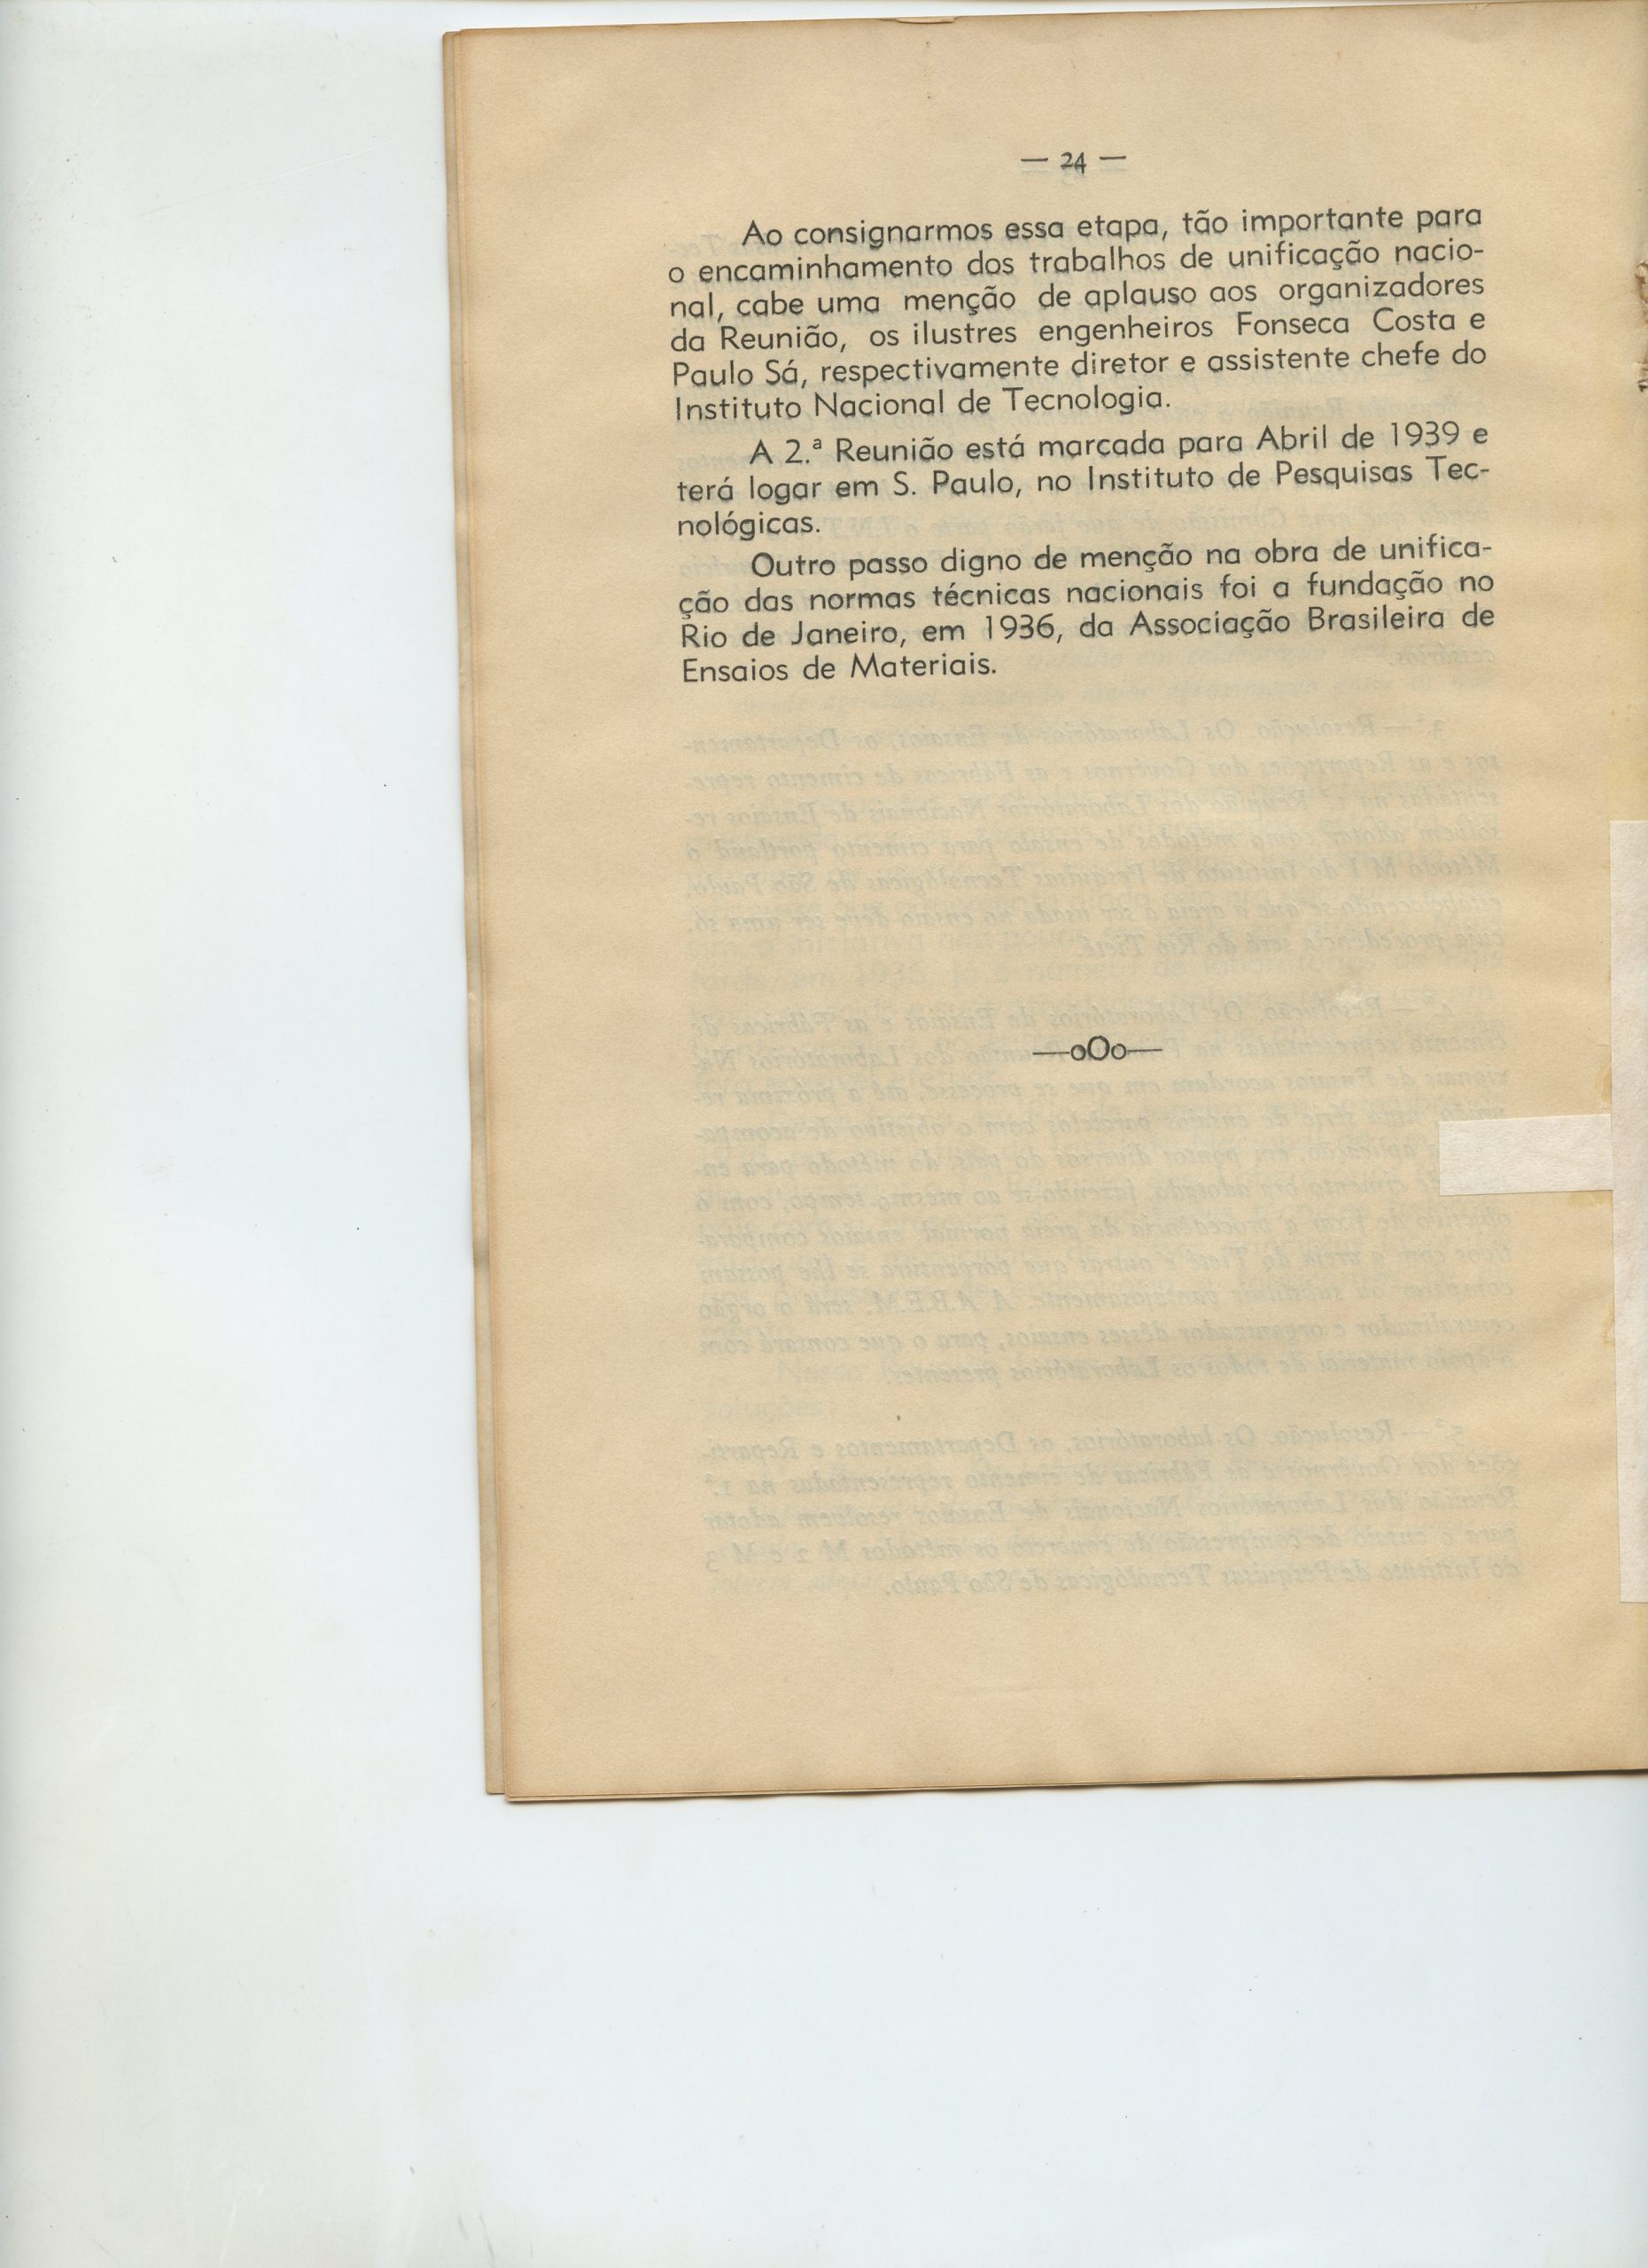 — 24 —
Ao consignarmos essa etapa, tão importante para
o encaminhamento dos trabalhos de unificação nacio-
nal, cabe uma menção de aplauso aos organizadores
da Reunião, os ilustres engenheiros Fonseca Costa e
Paulo Sá, respectivamente diretor e assistente chefe do
Instituto Nacional de Tecnologia.
A 2.ª Reunião está marcada para Abril de 1939 e
terá logar em S. Paulo, no Instituto de Pesquisas Tec-
nológicas.
Outro passo digno de menção na obra de unifica-
ção das normas técnicas nacionais foi a fundação no
Rio de Janeiro, em 1936, da Associação Brasileira de
Ensaios de Materiais.
—oOo—